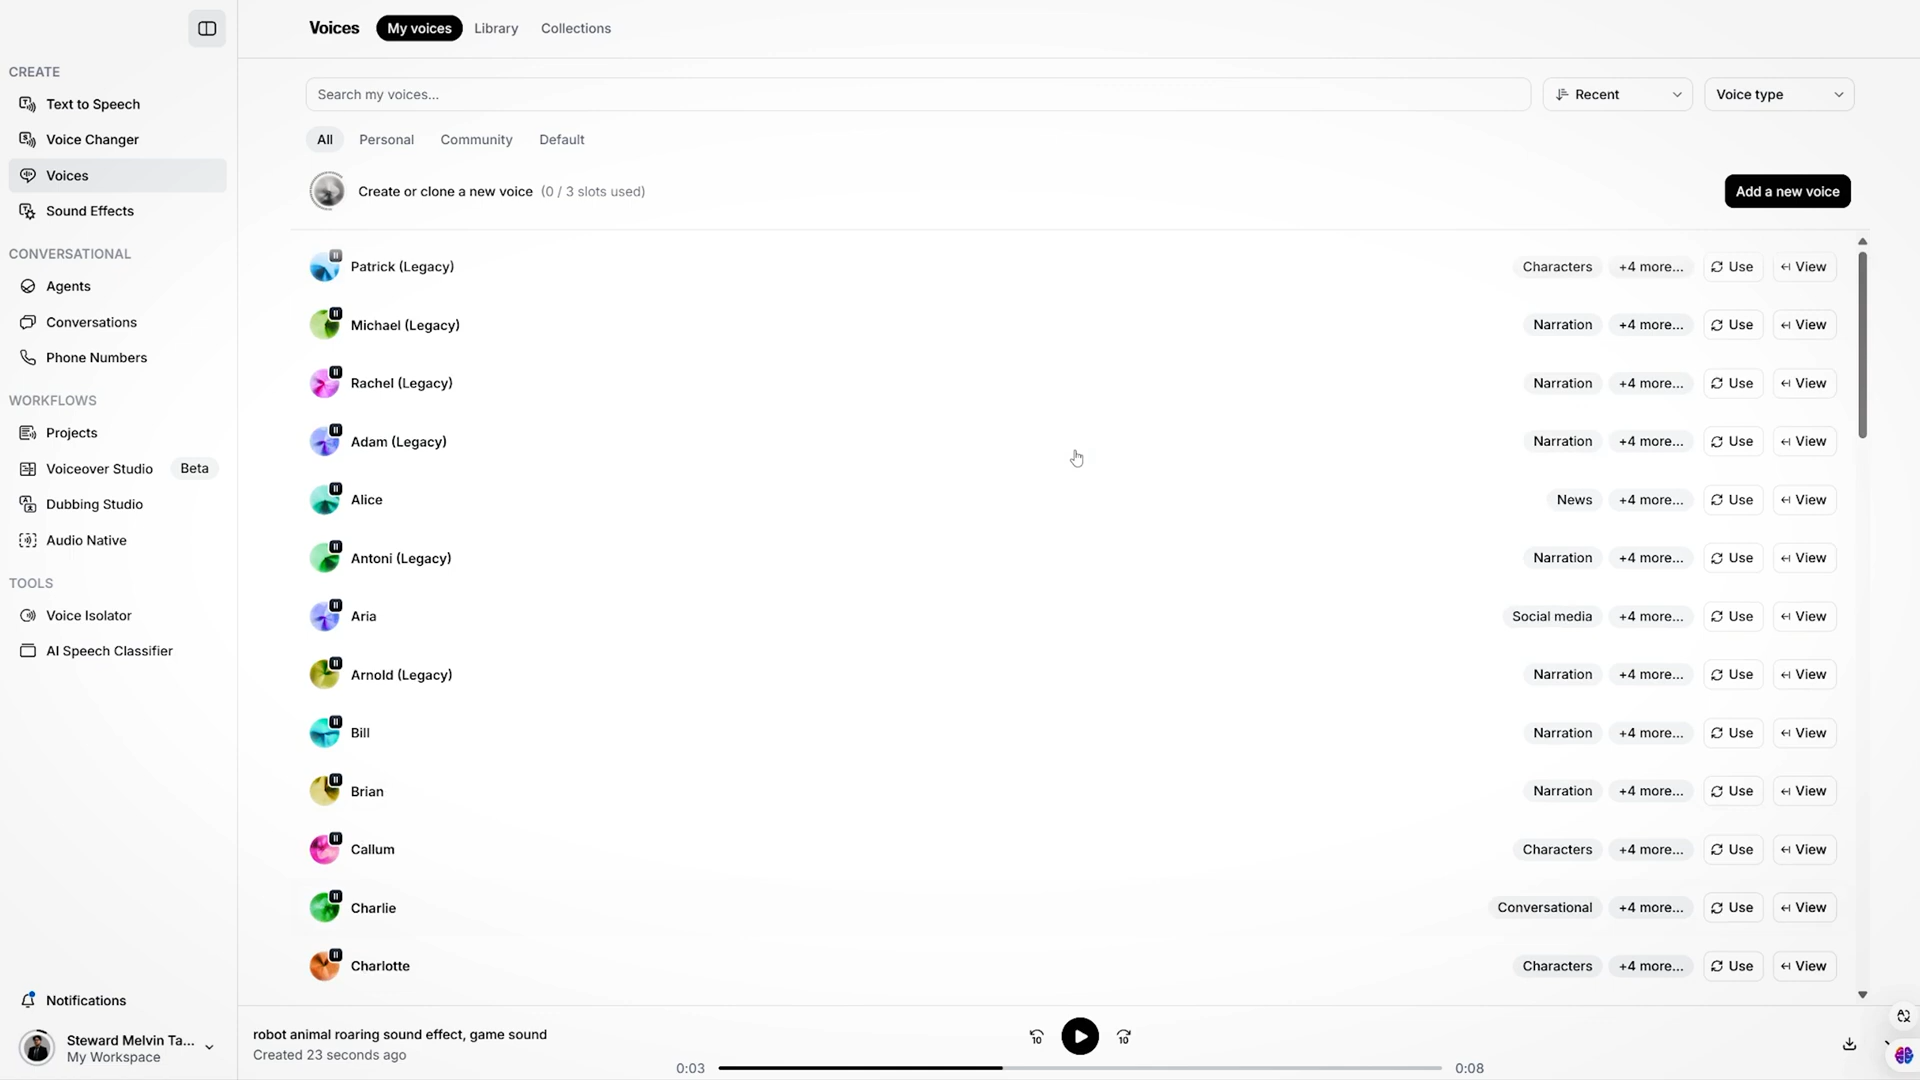 Voices My voices Library Collections
CREATE
Text to Speech
Voice Changer
Voices
Sound Effects
CONVERSATIONAL
Agents
Conversations
Phone Numbers
WORKFLOWS
Projects
Voiceover Studio Beta
Dubbing Studio
Audio Native
TOOLS
Voice Isolator
AI Speech Classifier
Notifications
Steward Melvin Ta...
My Workspace
Search my voices... Recent Voice type
All Personal Community Default
Create or clone a new voice (0 / 3 slots used) Add a new voice
Patrick (Legacy) Characters +4 more... Use View
Michael (Legacy) Narration +4 more... Use View
Rachel (Legacy) Narration +4 more... Use View
Adam (Legacy) Narration +4 more... Use View
Alice News +4 more... Use View
Antoni (Legacy) Narration +4 more... Use View
Aria Social media +4 more... Use View
Arnold (Legacy) Narration +4 more... Use View
Bill Narration +4 more... Use View
Brian Narration +4 more... Use View
Callum Characters +4 more... Use View
Charlie Conversational +4 more... Use View
Charlotte Characters +4 more... Use View
robot animal roaring sound effect, game sound
Created 23 seconds ago
10 10
0:03 0:08